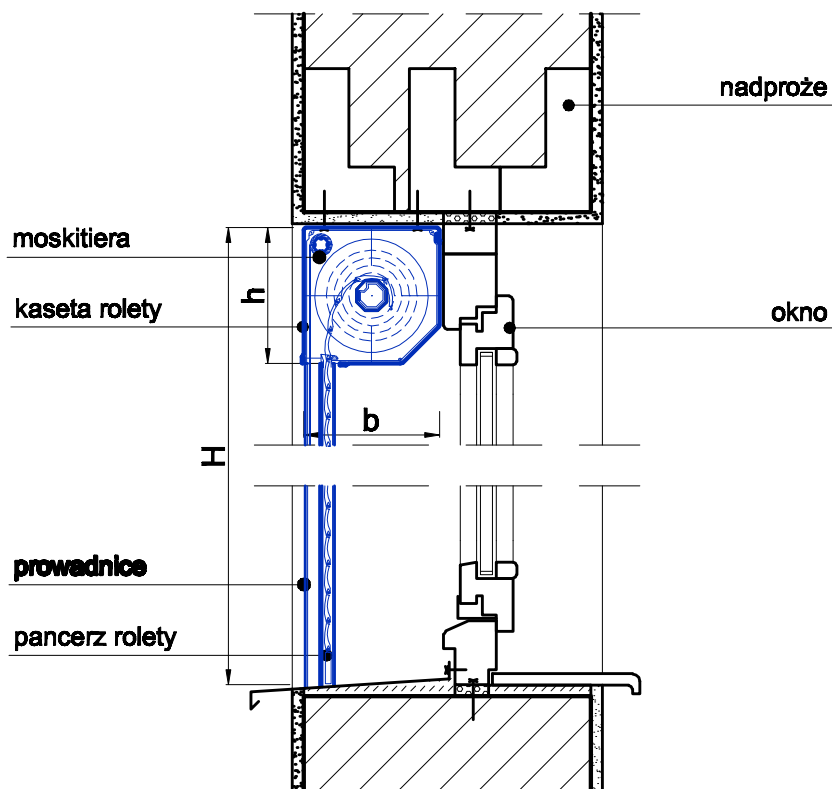 nadproże
moskitiera
h
kaseta rolety
okno
b
H
prowadnice
pancerz rolety